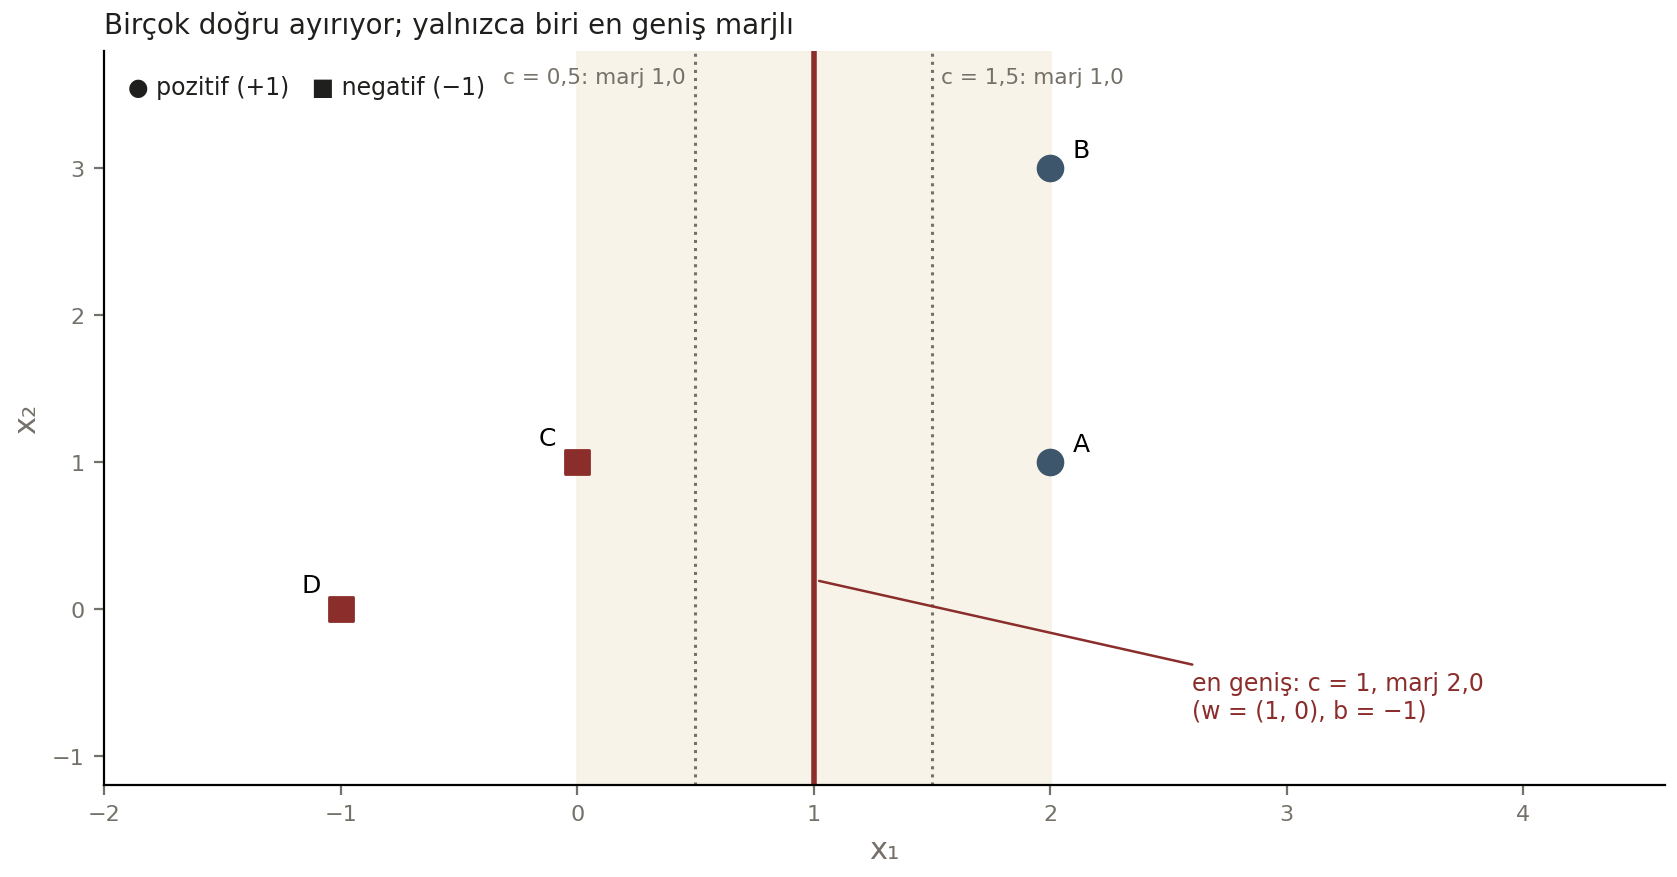 Birçok doğru ayırıyor; yalnızca biri en geniş marjlı
● pozitif (+1) ■ negatif (−1)
c = 0,5: marj 1,0
c = 1,5: marj 1,0
B
A
C
D
en geniş: c = 1, marj 2,0
(w = (1, 0), b = −1)
3
2
1
0
−1
x₂
−2 −1 0 1 2 3 4
x₁